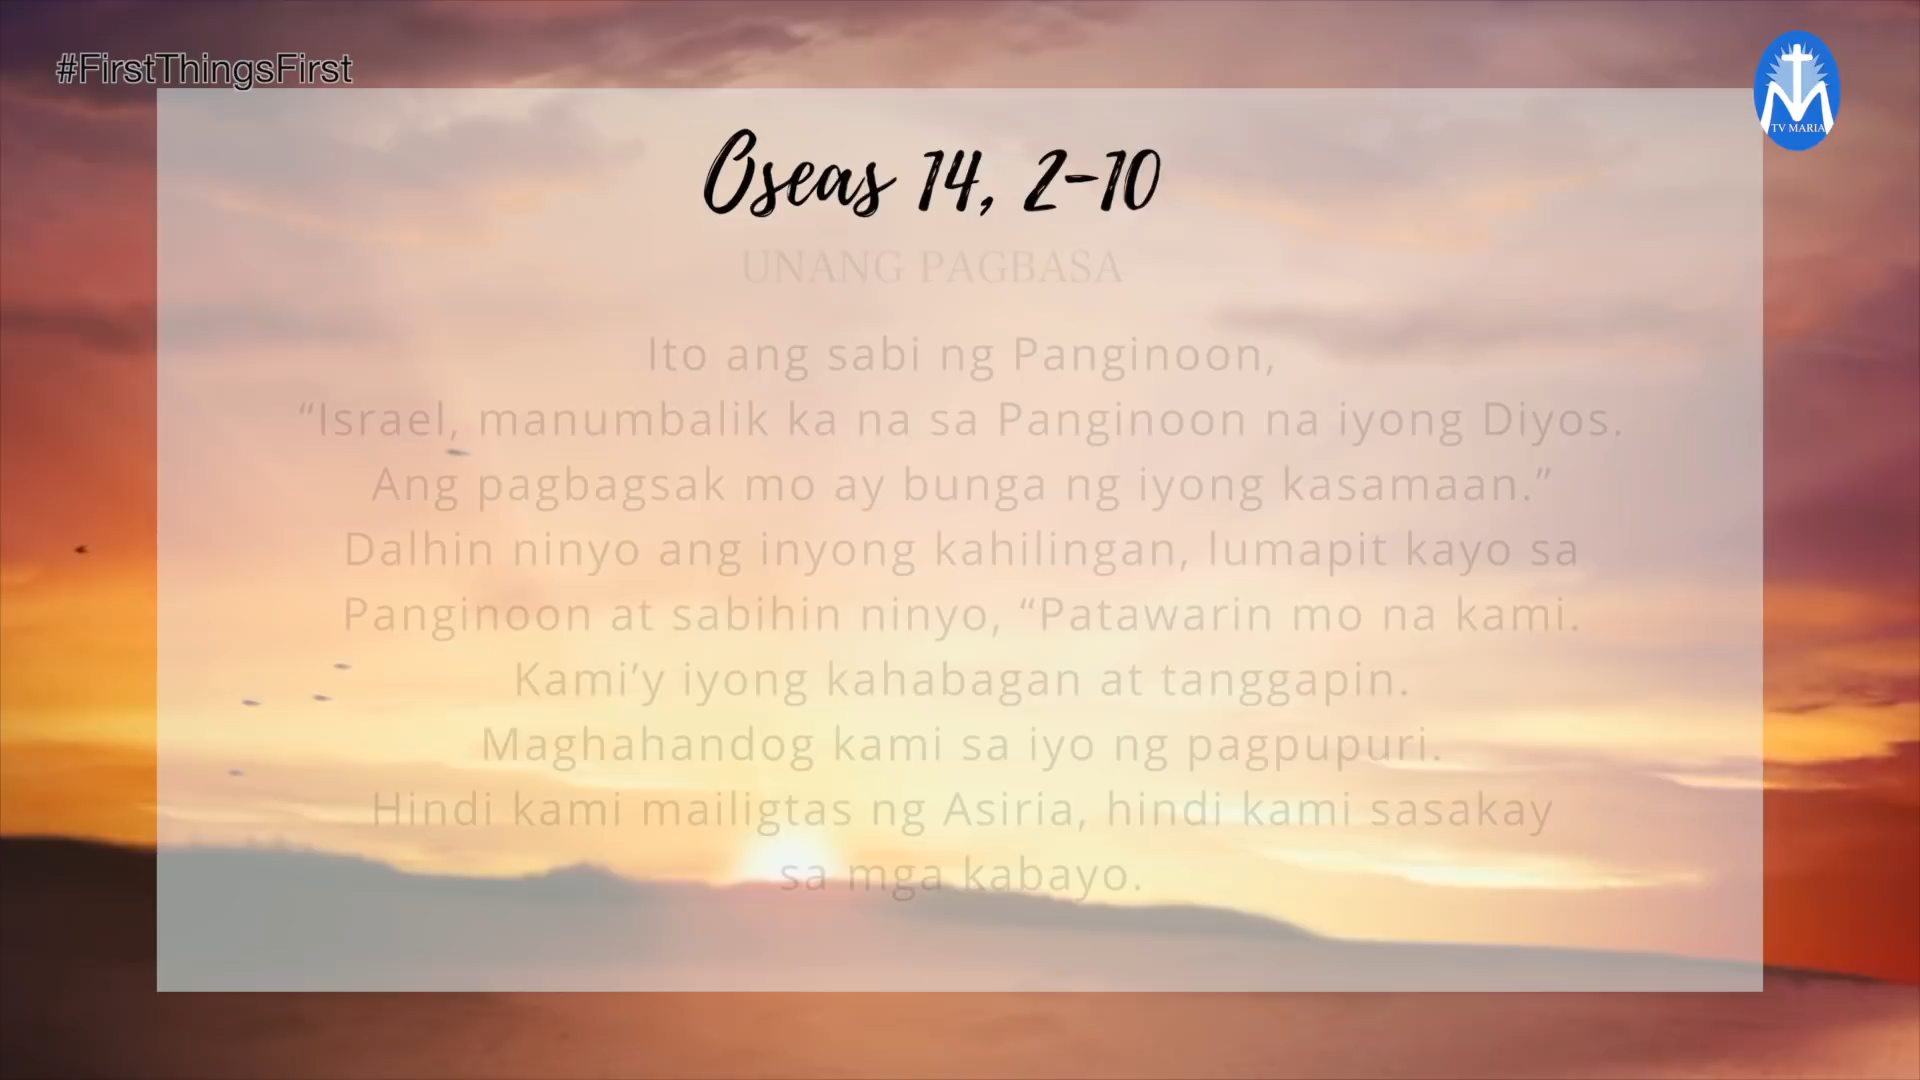 #FirstThingsFirst
TV MARIA
Oseas 14, 2-10
UNANG PAGBASA
Ito ang sabi ng Panginoon,
“Israel, manumbalik ka na sa Panginoon na iyong Diyos.
Ang pagbagsak mo ay bunga ng iyong kasamaan.”
Dalhin ninyo ang inyong kahilingan, lumapit kayo sa
Panginoon at sabihin ninyo, “Patawarin mo na kami.
Kami’y iyong kahabagan at tanggapin.
Maghahandog kami sa iyo ng pagpupuri.
Hindi kami mailigtas ng Asiria, hindi kami sasakay
sa mga kabayo.